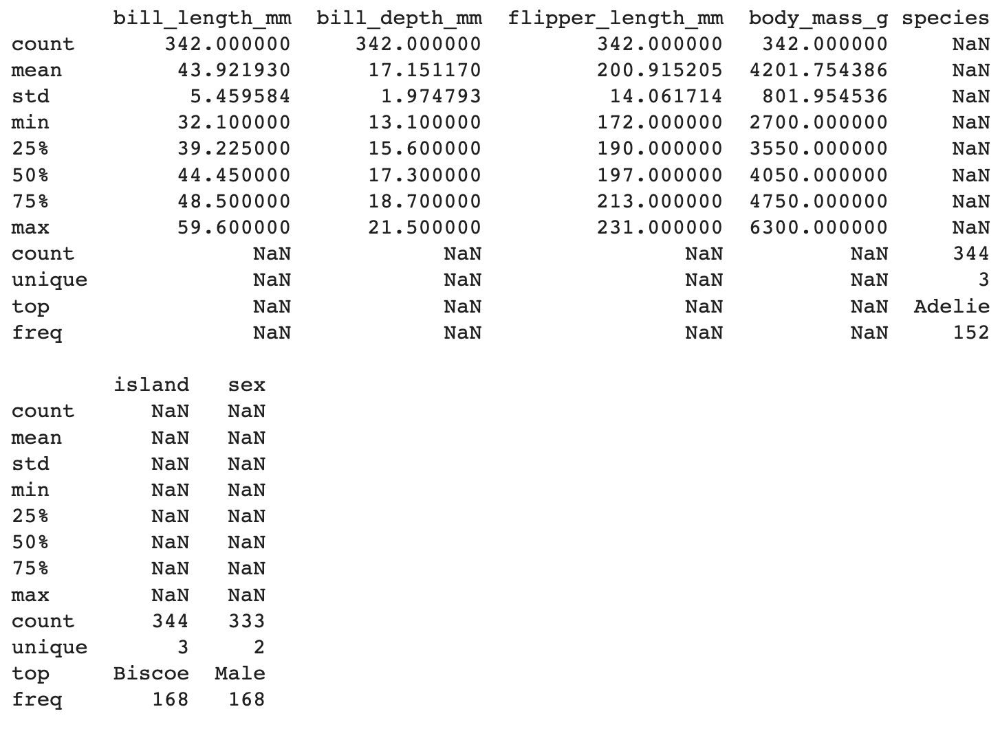 bill_length_mm bill_depth_mm flipper_length_mm body_mass_g species
count 342.000000 342.000000 342.000000 342.000000 NaN
mean 43.921930 17.151170 200.915205 4201.754386 NaN
std 5.459584 1.974793 14.061714 801.954536 NaN
min 32.100000 13.100000 172.000000 2700.000000 NaN
25% 39.225000 15.600000 190.000000 3550.000000 NaN
50% 44.450000 17.300000 197.000000 4050.000000 NaN
75% 48.500000 18.700000 213.000000 4750.000000 NaN
max 59.600000 21.500000 231.000000 6300.000000 NaN
count NaN NaN NaN NaN 344
unique NaN NaN NaN NaN 3
top NaN NaN NaN NaN Adelie
freq NaN NaN NaN NaN 152
island sex
count NaN NaN
mean NaN NaN
std NaN NaN
min NaN NaN
25% NaN NaN
50% NaN NaN
75% NaN NaN
max NaN NaN
count 344 333
unique 3 2
top Biscoe Male
freq 168 168